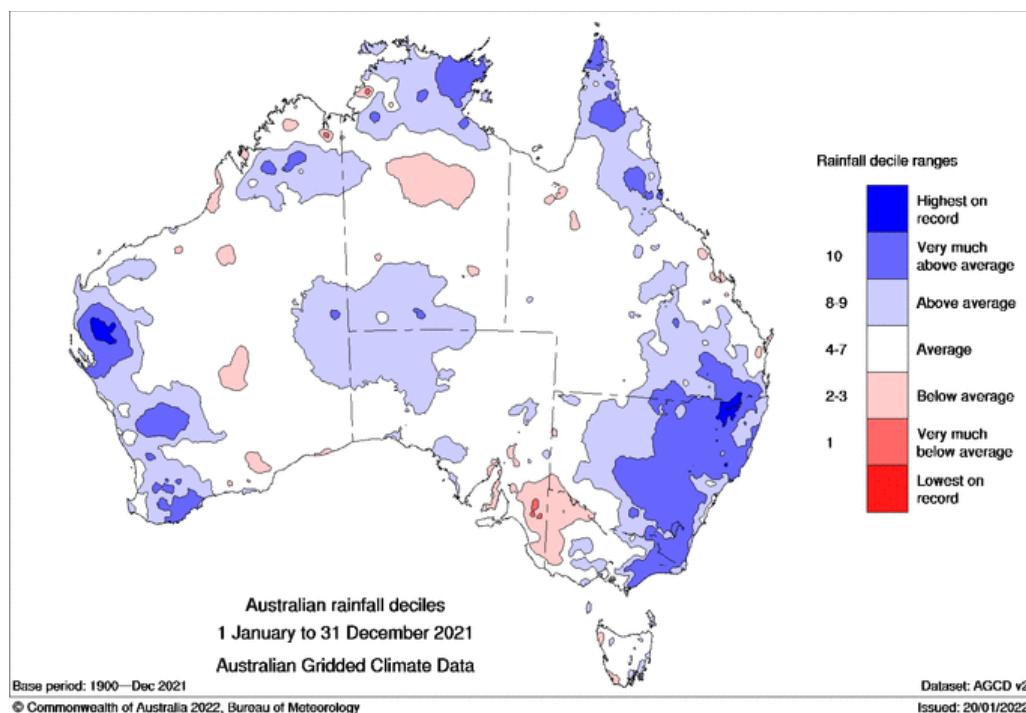 Rainfall decile ranges
Highest on
record
10
Very much
above average
8-9
Above average
4-7
Average
2-3
Below average
1
Very much
below average
Lowest on
record
Australian rainfall deciles
1 January to 31 December 2021
Australian Gridded Climate Data
Base period: 1900—Dec 2021
Dataset: AGCD v2
© Commonwealth of Australia 2022, Bureau of Meteorology
Issued: 20/01/2022